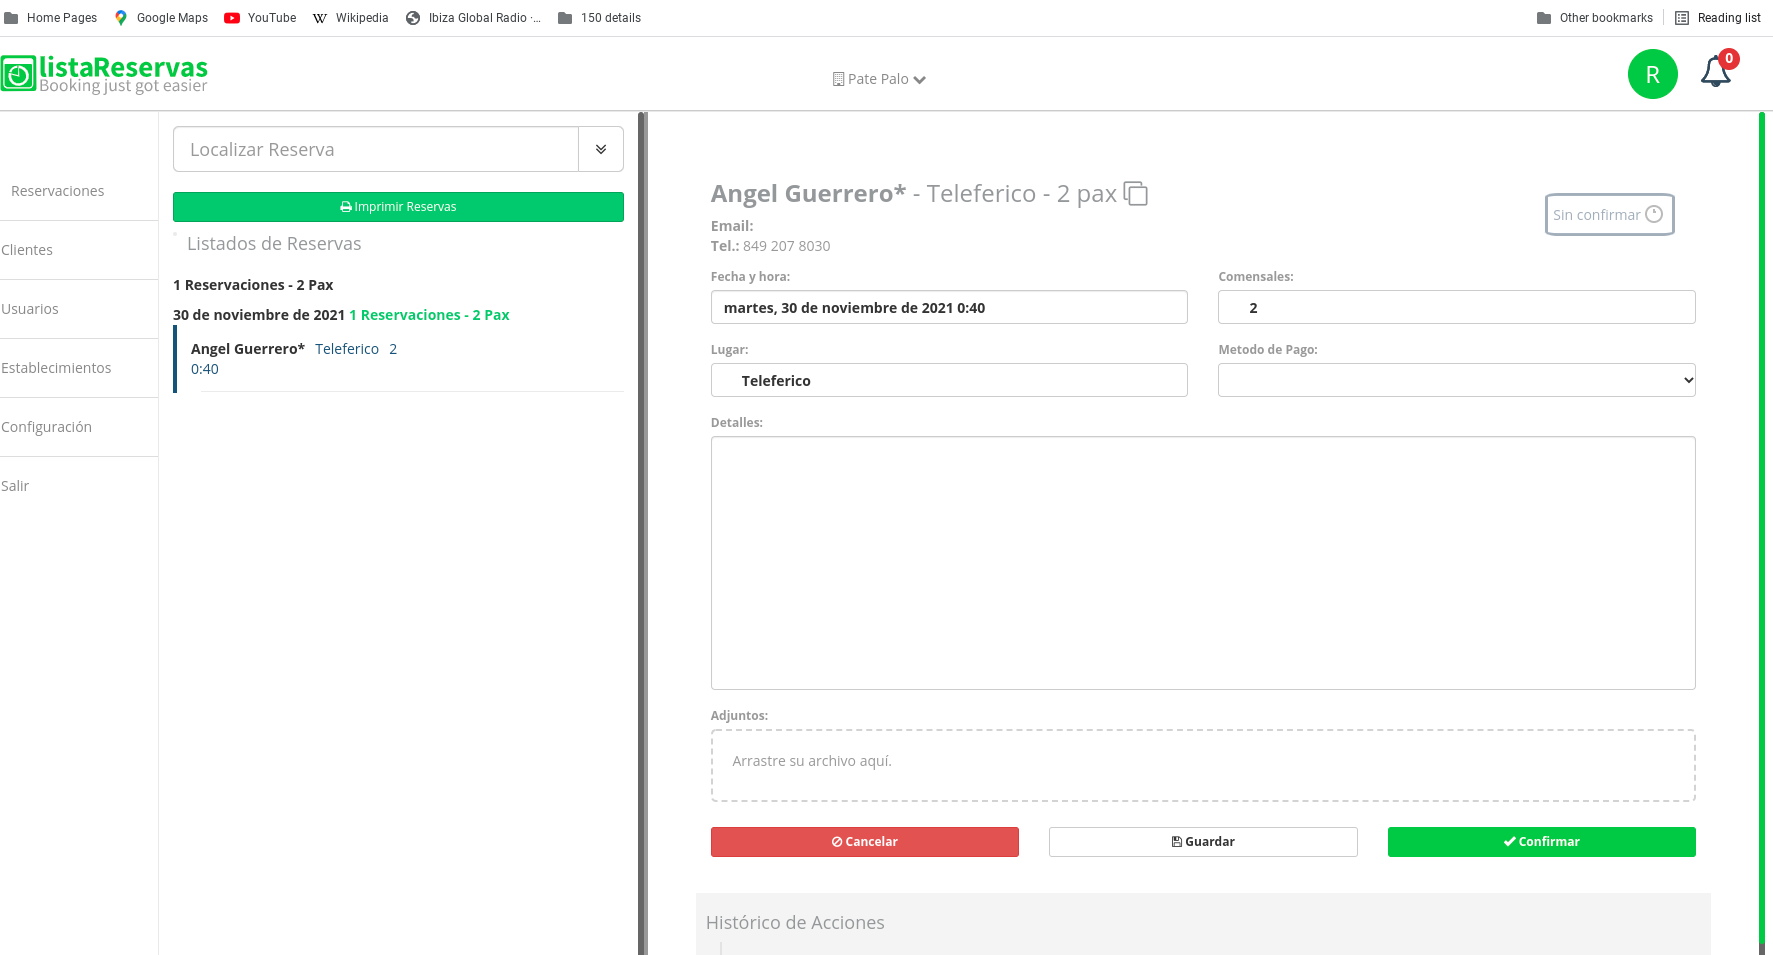 Home Pages Google Maps YouTube Wikipedia Ibiza Global Radio ·... 150 details Other bookmarks Reading list
listaReservas
Booking just got easier
Pate Palo
R
0
Reservaciones
Clientes
Usuarios
Establecimientos
Configuración
Salir
Localizar Reserva
Imprimir Reservas
Listados de Reservas
1 Reservaciones - 2 Pax
30 de noviembre de 2021 1 Reservaciones - 2 Pax
Angel Guerrero* Teleferico 2
0:40
Angel Guerrero* - Teleferico - 2 pax
Sin confirmar
Email:
Tel.: 849 207 8030
Fecha y hora: Comensales:
martes, 30 de noviembre de 2021 0:40 2
Lugar: Metodo de Pago:
Teleferico
Detalles:
Adjuntos:
Arrastre su archivo aquí.
Cancelar Guardar Confirmar
Histórico de Acciones